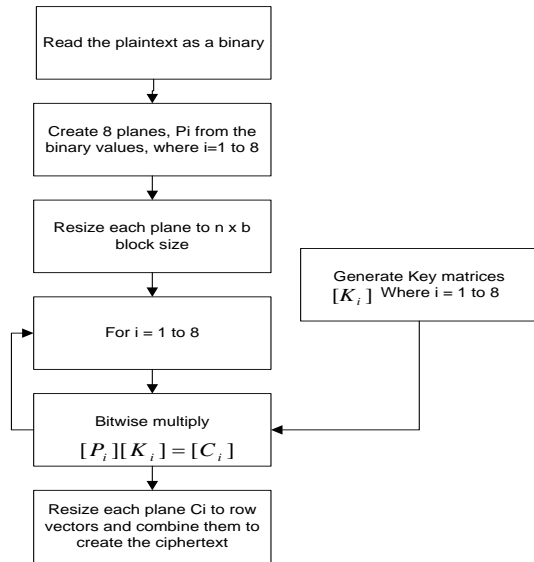 Read the plaintext as a binary
Create 8 planes, Pi from the
binary values, where i=1 to 8
Resize each plane to n x b
block size
Generate Key matrices
[K_i] Where i = 1 to 8
For i = 1 to 8
Bitwise multiply
[P_i][K_i]=[C_i]
Resize each plane Ci to row
vectors and combine them to
create the ciphertext